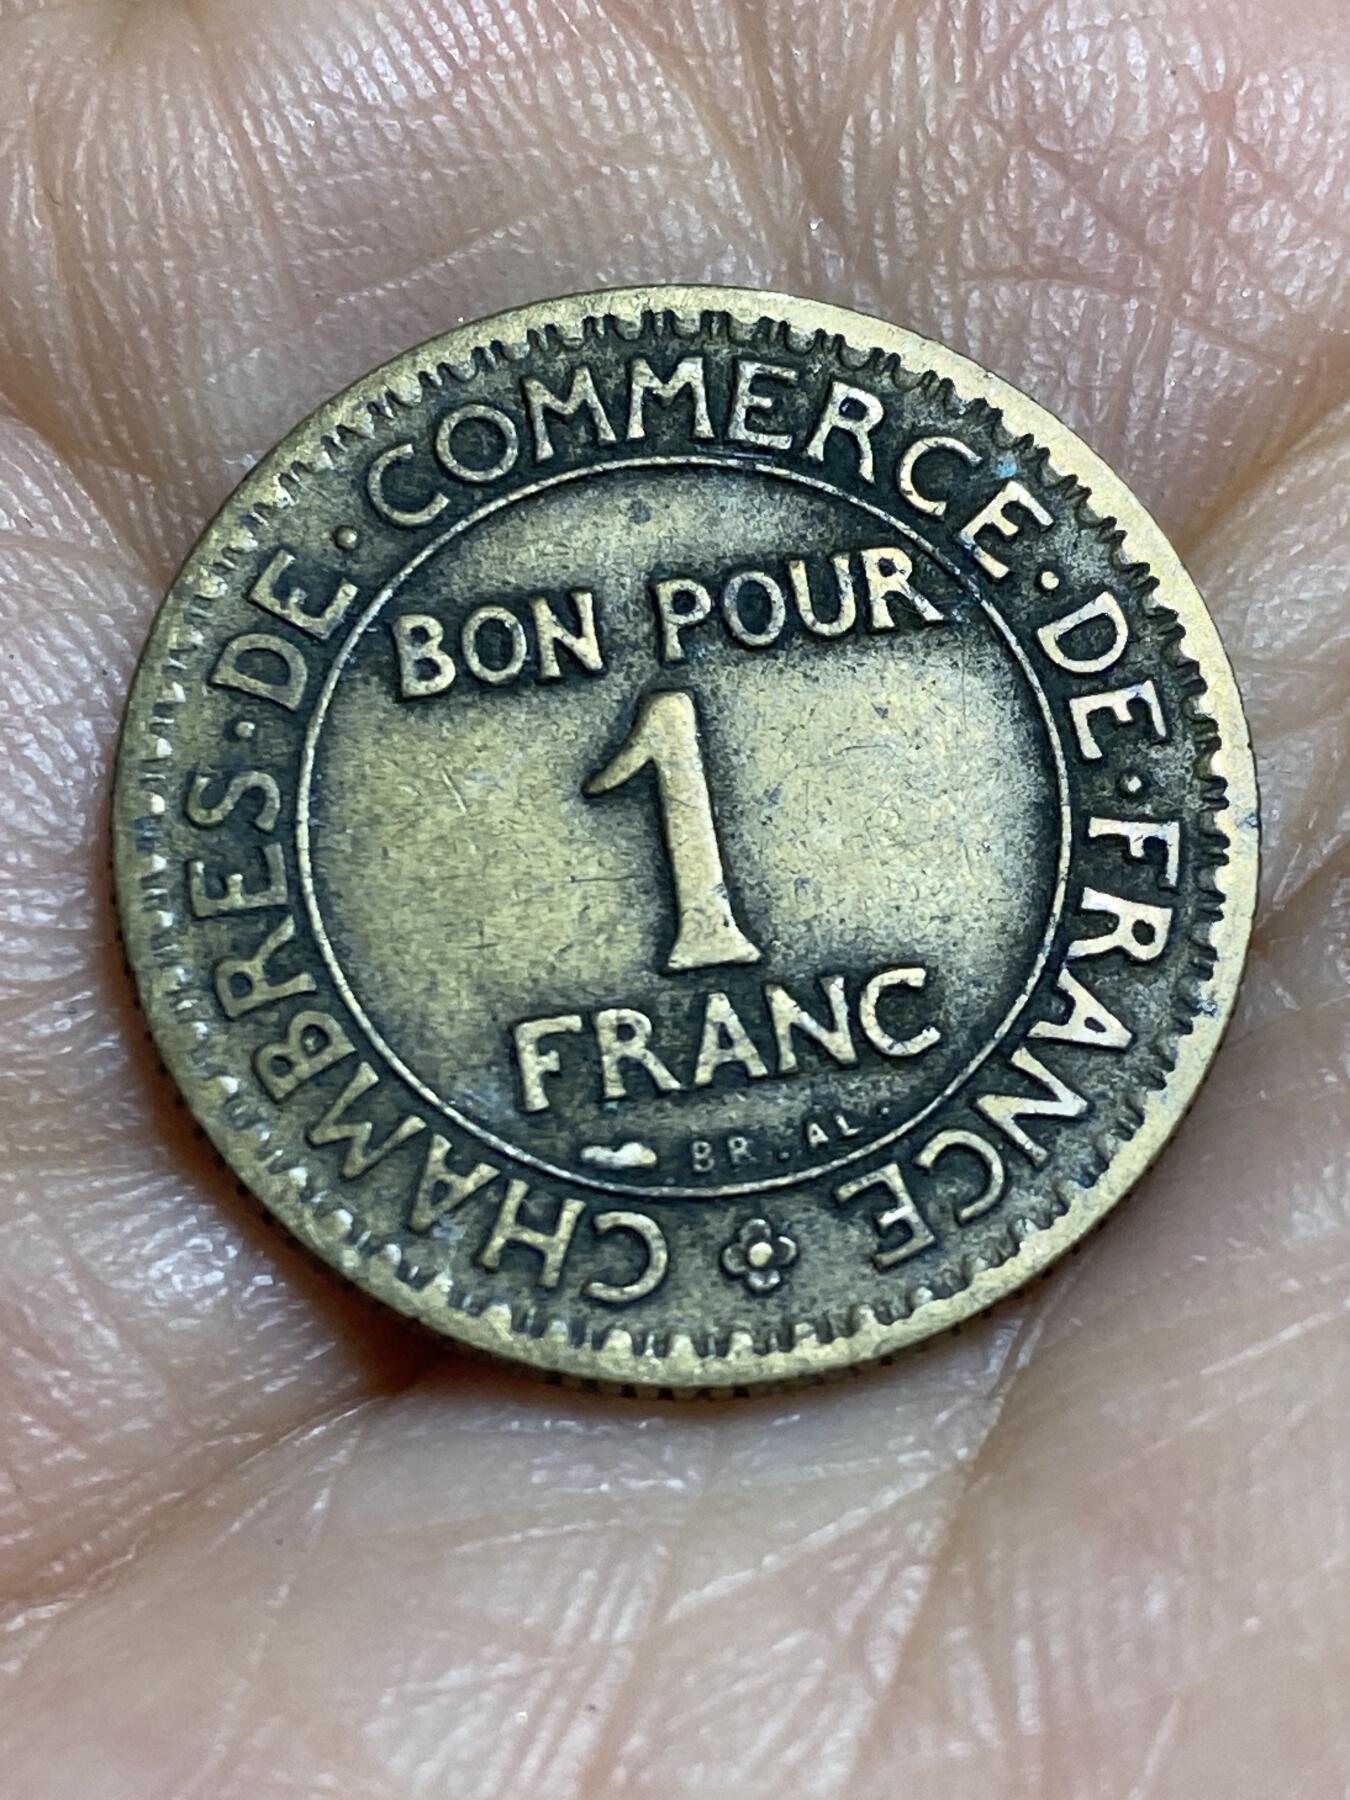 CHAMBRES · DE · COMMERCE · DE · FRANCE
BON POUR
1
FRANC
BR. AL.